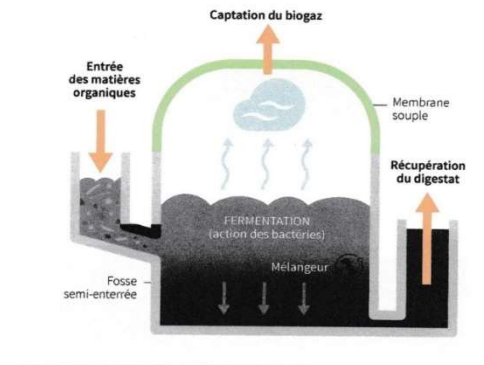 Captation du biogaz
Entrée
des matières
organiques
Membrane
souple
Récupération
du digestat
FERMENTATION
(action des bactéries)
Mélangeur
Fosse
semi-enterrée